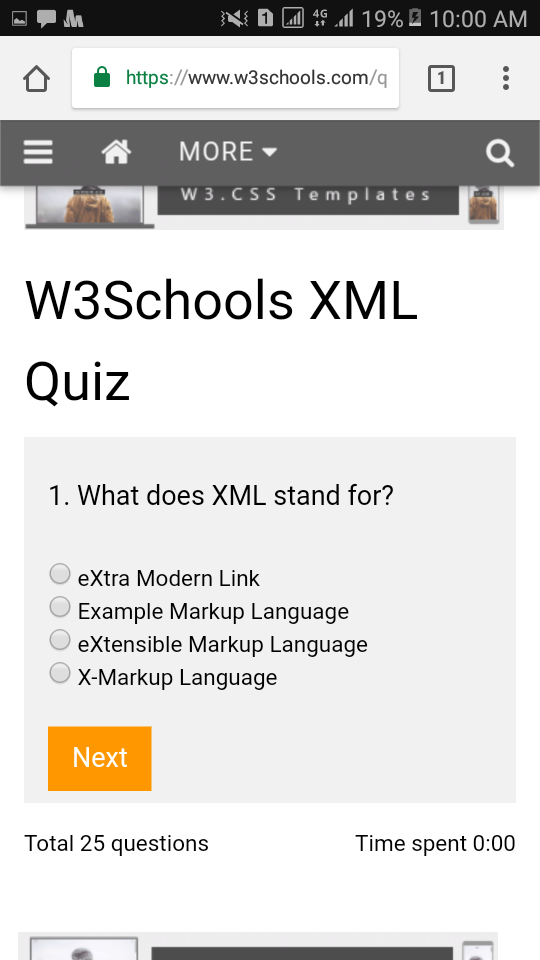 1 4G 19% 10:00 AM
https://www.w3schools.com/q 1
MORE
W3.CSS Templates
W3Schools XML
Quiz
1. What does XML stand for?
eXtra Modern Link
Example Markup Language
eXtensible Markup Language
X-Markup Language
Next
Total 25 questions Time spent 0:00